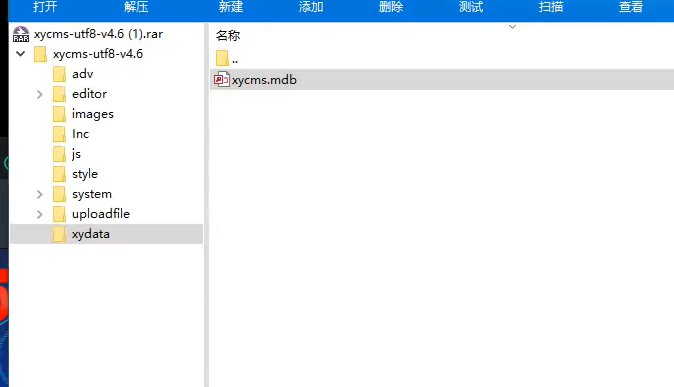 打开 解压 新建 添加 删除 测试 扫描 查看
xycms-utf8-v4.6 (1).rar
xycms-utf8-v4.6
adv
editor
images
Inc
js
style
system
uploadfile
xydata
名称
..
xycms.mdb